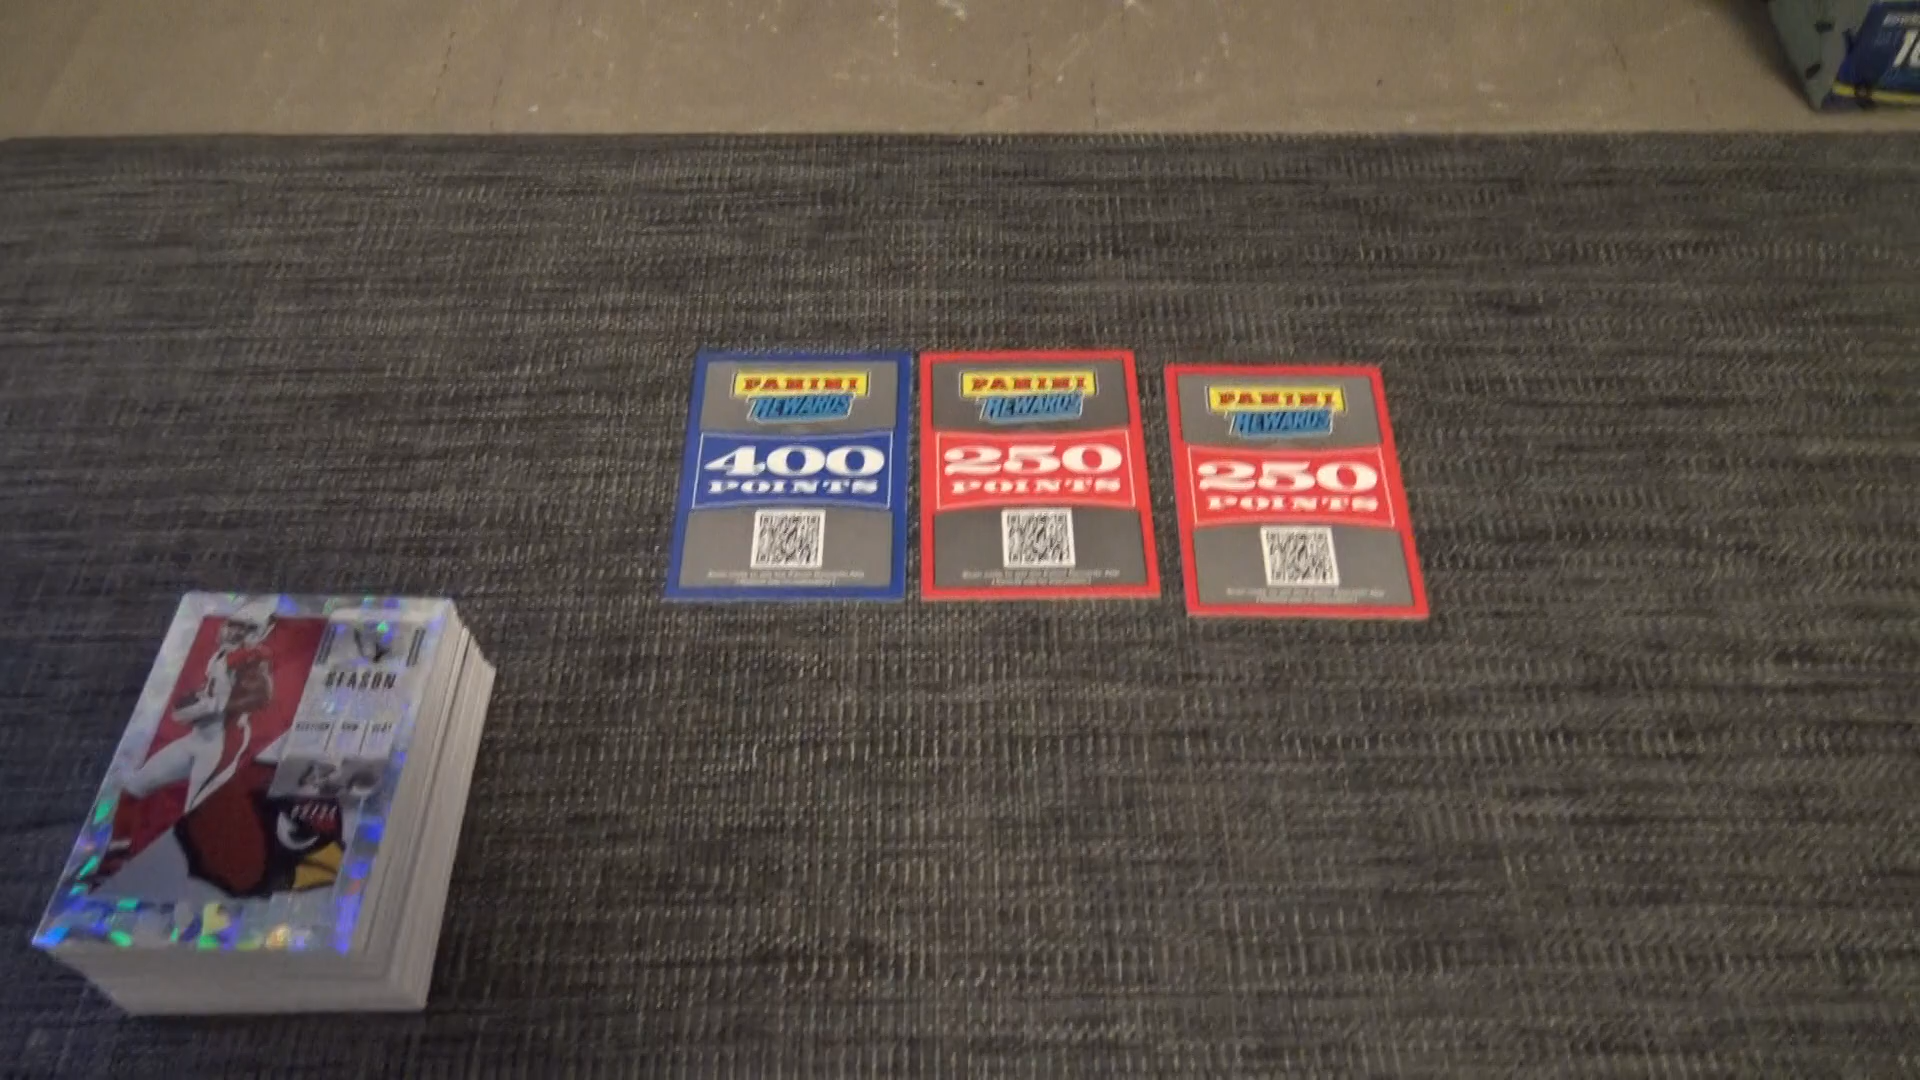 PANINI
REWARDS
400
POINTS
PANINI
REWARDS
250
POINTS
PANINI
REWARDS
250
POINTS
SEASON